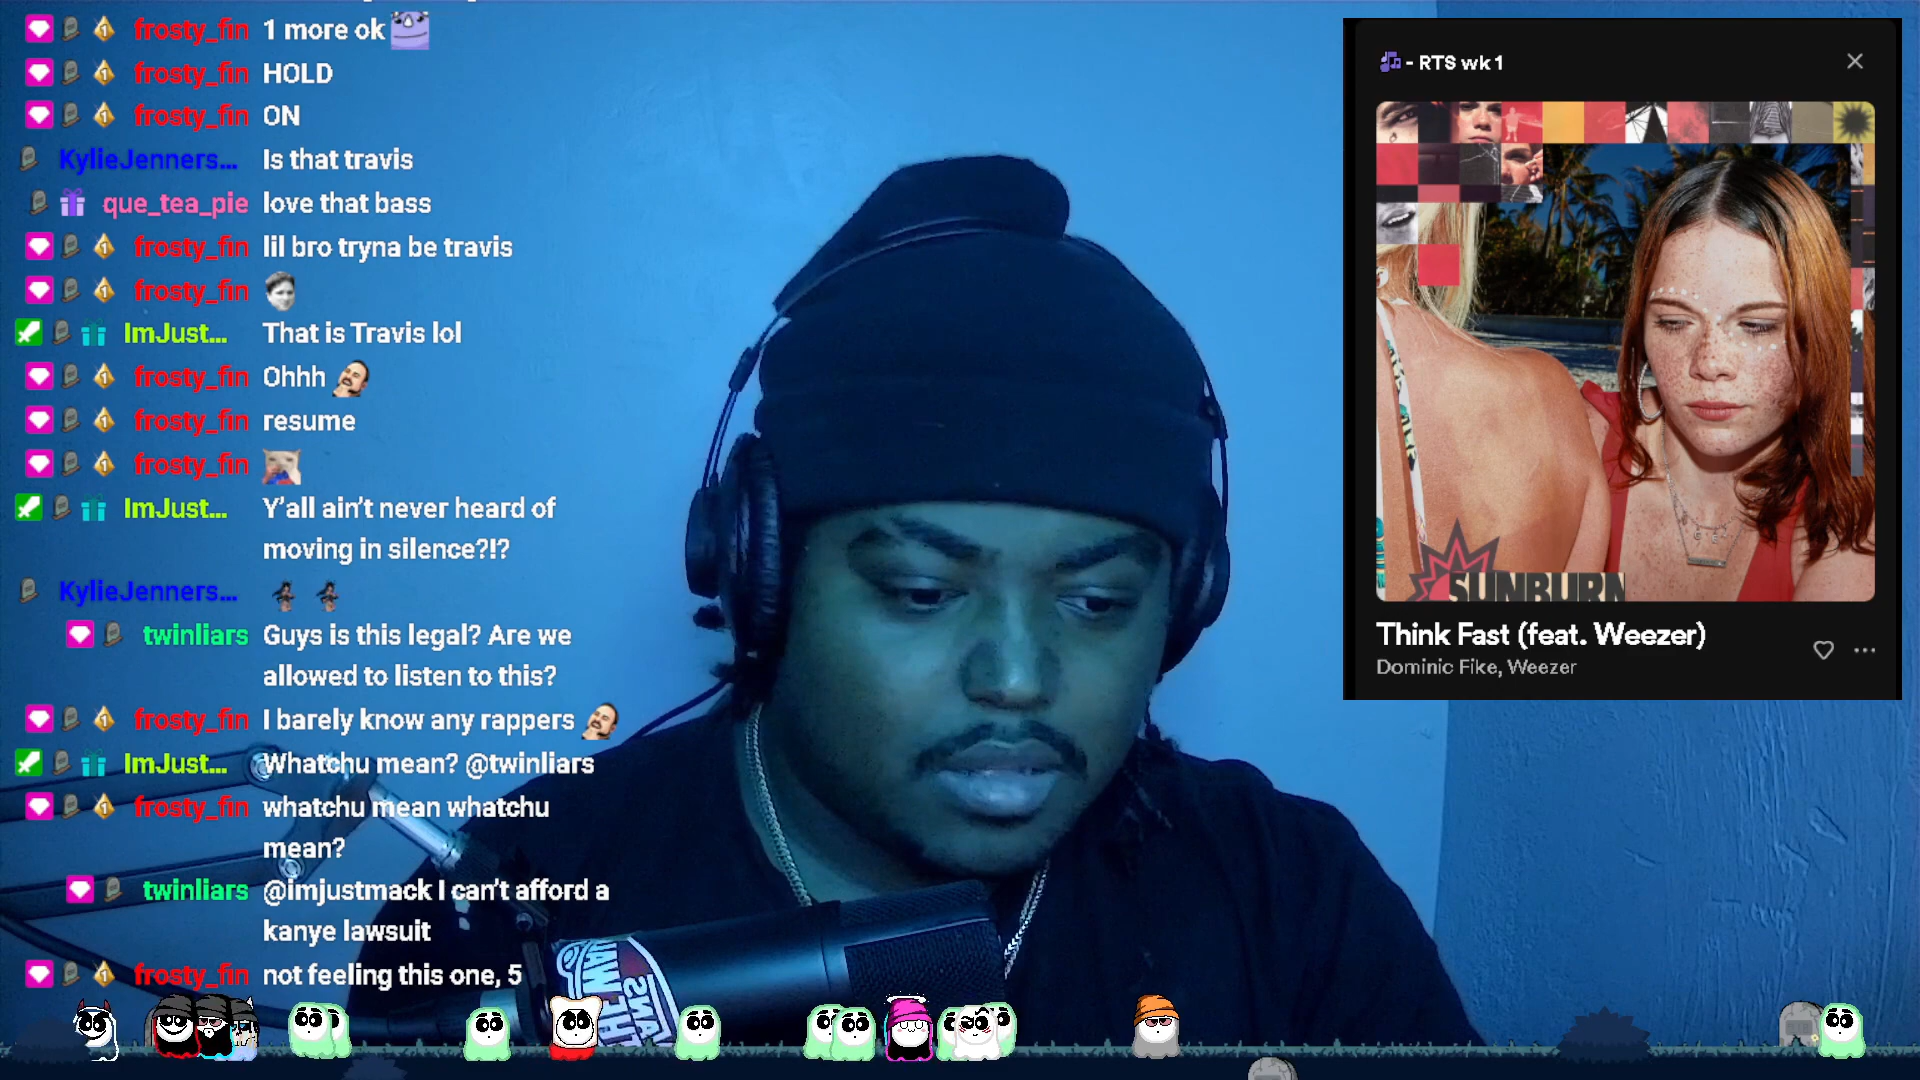 frosty_fin 1 more ok
frosty_fin HOLD
frosty_fin ON
KylieJenners... Is that travis
que_tea_pie love that bass
frosty_fin lil bro tryna be travis
frosty_fin
ImJust... That is Travis lol
frosty_fin Ohhh
frosty_fin resume
frosty_fin
ImJust... Y'all ain't never heard of
moving in silence?!?
KylieJenners...
twinliars Guys is this legal? Are we
allowed to listen to this?
frosty_fin I barely know any rappers
ImJust... Whatchu mean? @twinliars
frosty_fin whatchu mean whatchu
mean?
twinliars @imjustmack I can't afford a
kanye lawsuit
frosty_fin not feeling this one, 5
- RTS wk 1
SUNBURN
Think Fast (feat. Weezer)
Dominic Fike, Weezer